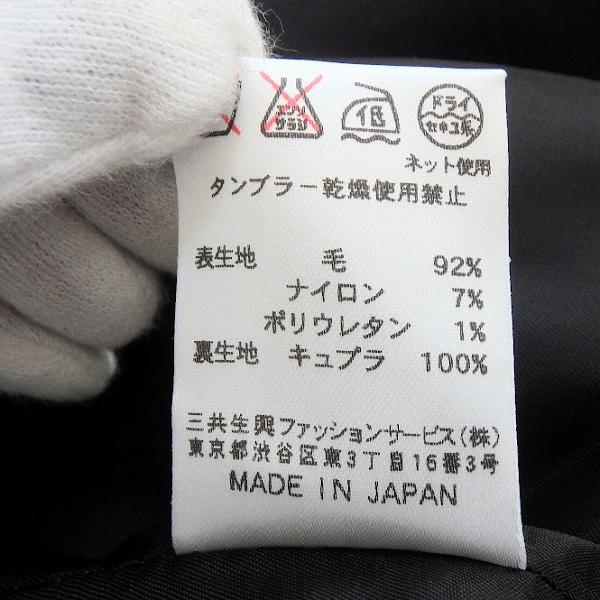 エンソ サラシ 低 ドライ セキユ系
ネット使用
タンブラー乾燥使用禁止
表生地 毛 92%
ナイロン 7%
ポリウレタン 1%
裏生地 キュプラ 100%
三共生興ファッションサービス(株)
東京都渋谷区東3丁目16番3号
MADE IN JAPAN